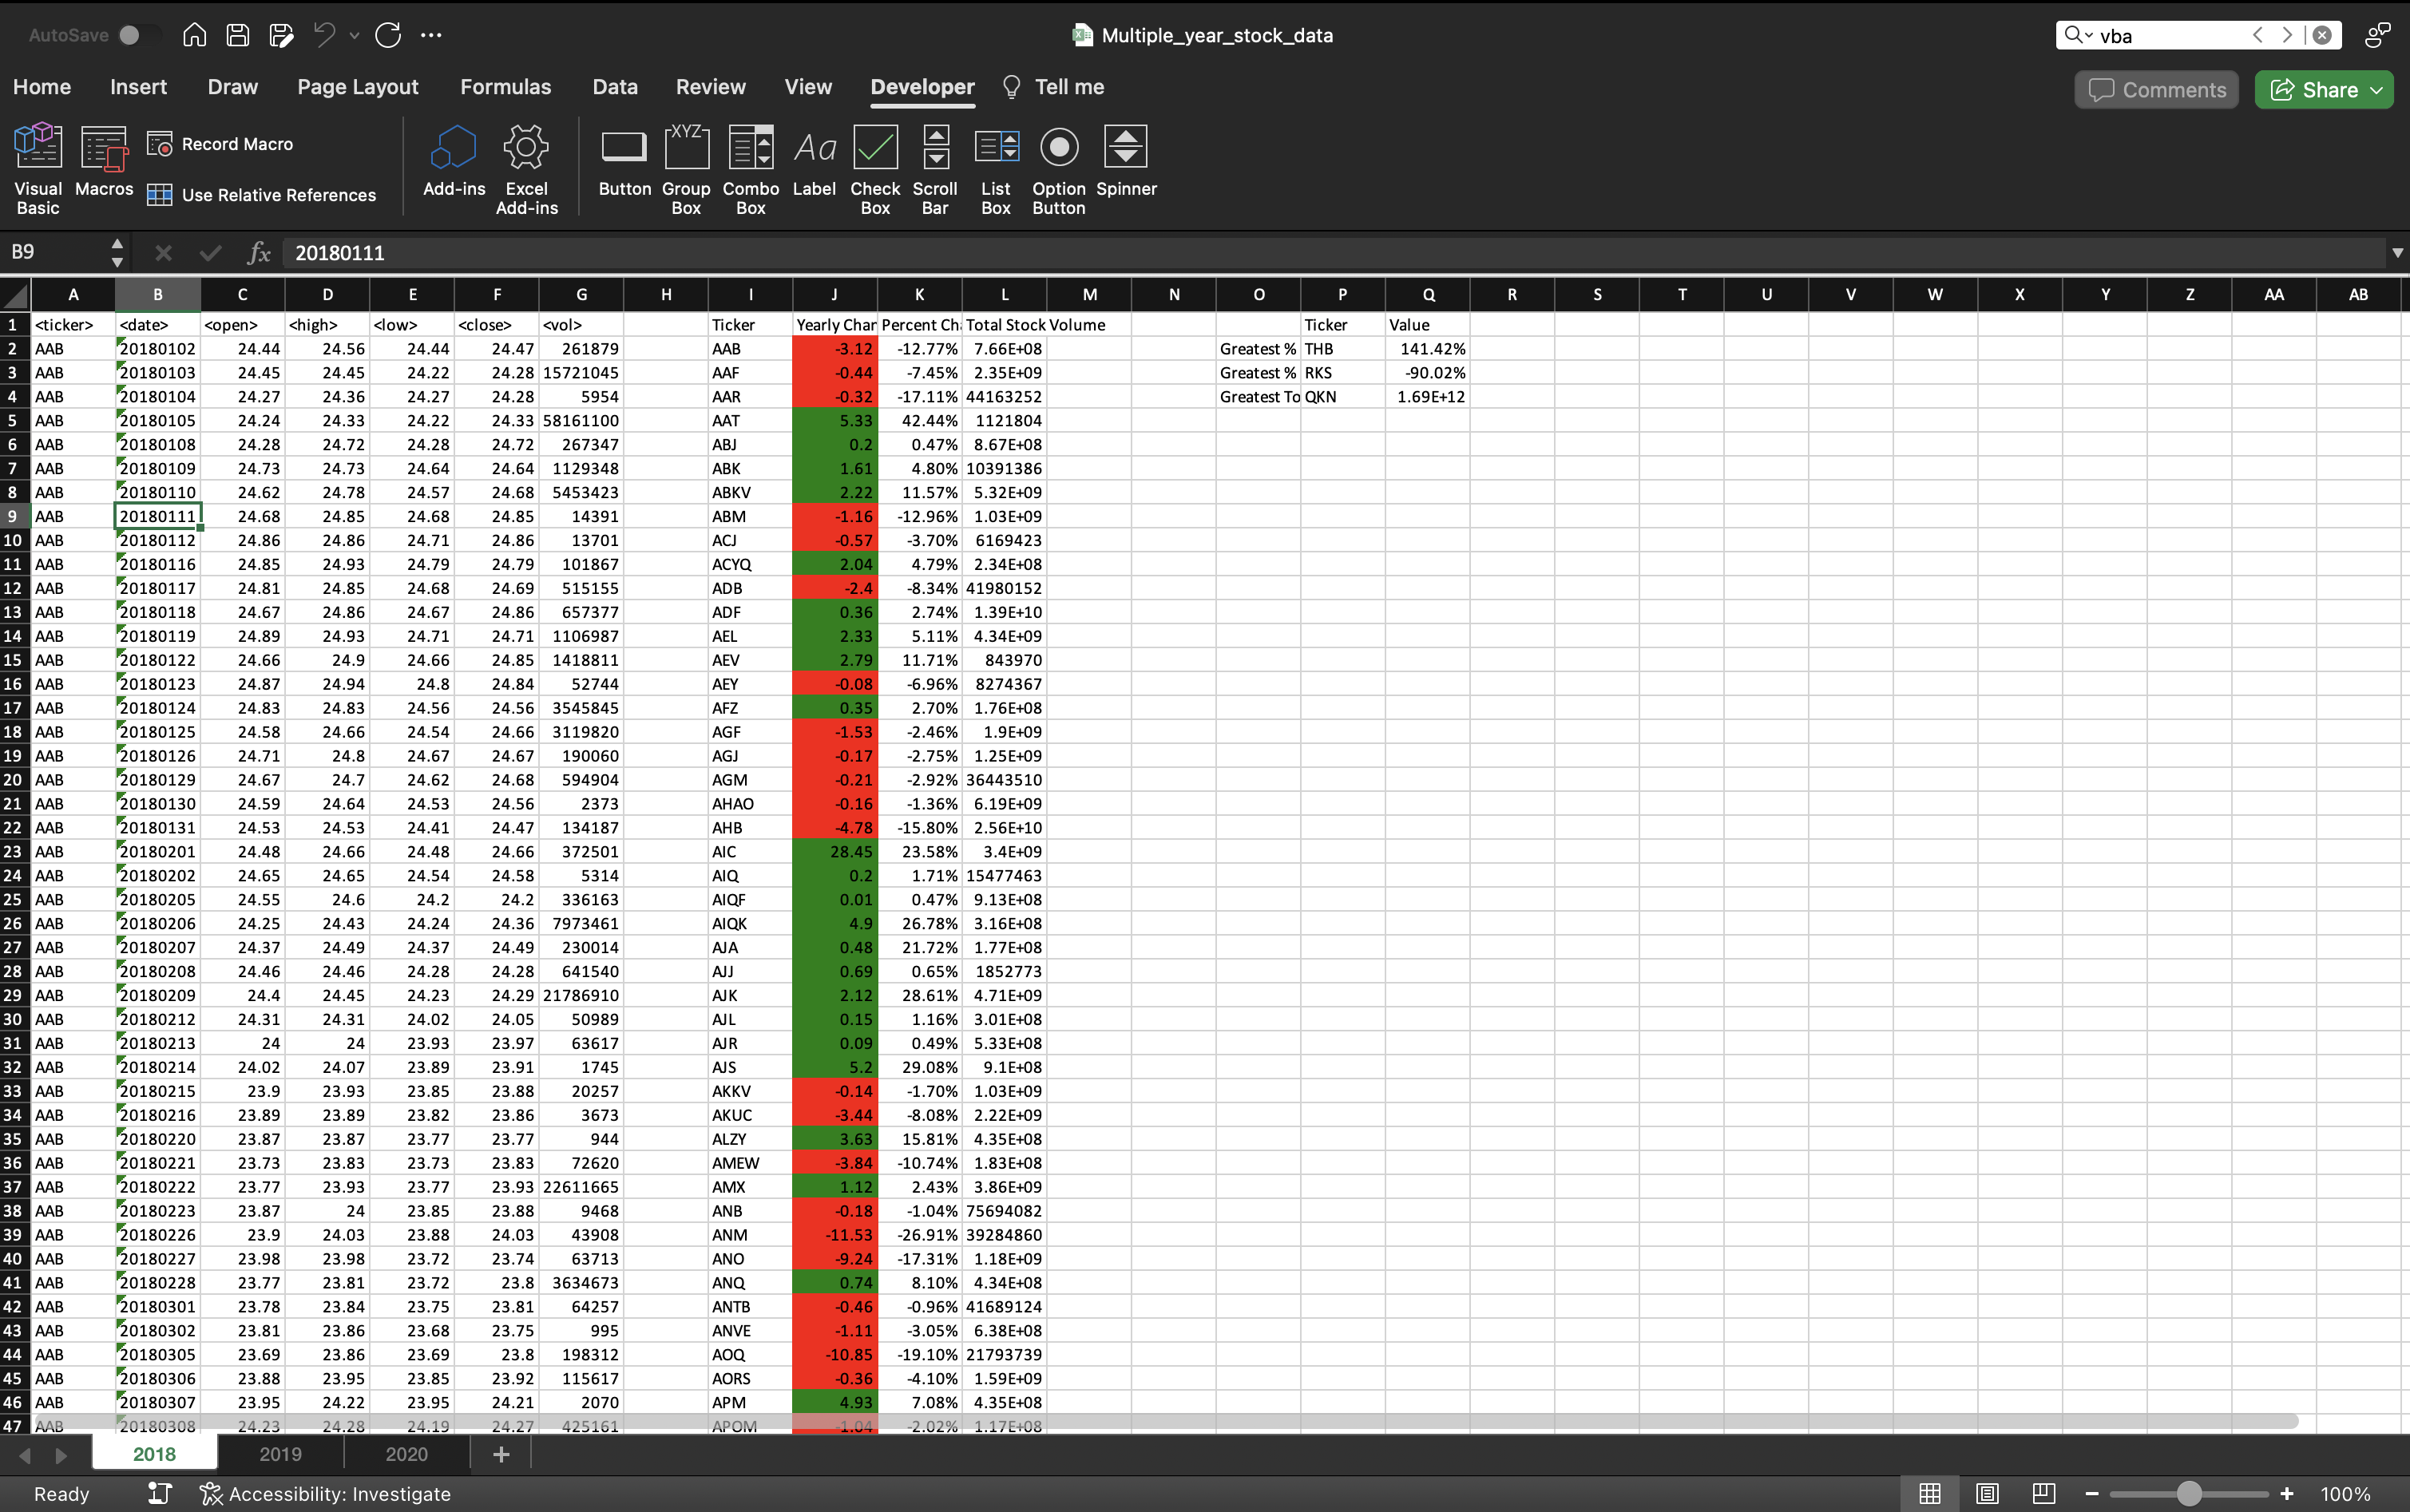 AutoSave
Multiple_year_stock_data
vba
Home Insert Draw Page Layout Formulas Data Review View Developer Tell me
Comments Share
Visual Basic
Macros
Record Macro
Use Relative References
Add-ins
Excel Add-ins
Button
XYZ
Group Box
Combo Box
Aa
Label
Check Box
Scroll Bar
List Box
Option Button
Spinner
B9 fx 20180111
A B C D E F G H I J K L M N O P Q R S T U V W X Y Z AA AB
1 <ticker> <date> <open> <high> <low> <close> <vol> Ticker Yearly Char Percent Ch Total Stock Volume Ticker Value
2 AAB 20180102 24.44 24.56 24.44 24.47 261879 AAB -3.12 -12.77% 7.66E+08 Greatest % THB 141.42%
3 AAB 20180103 24.45 24.45 24.22 24.28 15721045 AAF -0.44 -7.45% 2.35E+09 Greatest % RKS -90.02%
4 AAB 20180104 24.27 24.36 24.27 24.28 5954 AAR -0.32 -17.11% 44163252 Greatest To QKN 1.69E+12
5 AAB 20180105 24.24 24.33 24.22 24.33 58161100 AAT 5.33 42.44% 1121804
6 AAB 20180108 24.28 24.72 24.28 24.72 267347 ABJ 0.2 0.47% 8.67E+08
7 AAB 20180109 24.73 24.73 24.64 24.64 1129348 ABK 1.61 4.80% 10391386
8 AAB 20180110 24.62 24.78 24.57 24.68 5453423 ABKV 2.22 11.57% 5.32E+09
9 AAB 20180111 24.68 24.85 24.68 24.85 14391 ABM -1.16 -12.96% 1.03E+09
10 AAB 20180112 24.86 24.86 24.71 24.86 13701 ACJ -0.57 -3.70% 6169423
11 AAB 20180116 24.85 24.93 24.79 24.79 101867 ACYQ 2.04 4.79% 2.34E+08
12 AAB 20180117 24.81 24.85 24.68 24.69 515155 ADB -2.4 -8.34% 41980152
13 AAB 20180118 24.67 24.86 24.67 24.86 657377 ADF 0.36 2.74% 1.39E+10
14 AAB 20180119 24.89 24.93 24.71 24.71 1106987 AEL 2.33 5.11% 4.34E+09
15 AAB 20180122 24.66 24.9 24.66 24.85 1418811 AEV 2.79 11.71% 843970
16 AAB 20180123 24.87 24.94 24.8 24.84 52744 AEY -0.08 -6.96% 8274367
17 AAB 20180124 24.83 24.83 24.56 24.56 3545845 AFZ 0.35 2.70% 1.76E+08
18 AAB 20180125 24.58 24.66 24.54 24.66 3119820 AGF -1.53 -2.46% 1.9E+09
19 AAB 20180126 24.71 24.8 24.67 24.67 190060 AGJ -0.17 -2.75% 1.25E+09
20 AAB 20180129 24.67 24.7 24.62 24.68 594904 AGM -0.21 -2.92% 36443510
21 AAB 20180130 24.59 24.64 24.53 24.56 2373 AHAO -0.16 -1.36% 6.19E+09
22 AAB 20180131 24.53 24.53 24.41 24.47 134187 AHB -4.78 -15.80% 2.56E+10
23 AAB 20180201 24.48 24.66 24.48 24.66 372501 AIC 28.45 23.58% 3.4E+09
24 AAB 20180202 24.65 24.65 24.54 24.58 5314 AIQ 0.2 1.71% 15477463
25 AAB 20180205 24.55 24.6 24.2 24.2 336163 AIQF 0.01 0.47% 9.13E+08
26 AAB 20180206 24.25 24.43 24.24 24.36 7973461 AIQK 4.9 26.78% 3.16E+08
27 AAB 20180207 24.37 24.49 24.37 24.49 230014 AJA 0.48 21.72% 1.77E+08
28 AAB 20180208 24.46 24.46 24.28 24.28 641540 AJJ 0.69 0.65% 1852773
29 AAB 20180209 24.4 24.45 24.23 24.29 21786910 AJK 2.12 28.61% 4.71E+09
30 AAB 20180212 24.31 24.31 24.02 24.05 50989 AJL 0.15 1.16% 3.01E+08
31 AAB 20180213 24 24 23.93 23.97 63617 AJR 0.09 0.49% 5.33E+08
32 AAB 20180214 24.02 24.07 23.89 23.91 1745 AJS 5.2 29.08% 9.1E+08
33 AAB 20180215 23.9 23.93 23.85 23.88 20257 AKKV -0.14 -1.70% 1.03E+09
34 AAB 20180216 23.89 23.89 23.82 23.86 3673 AKUC -3.44 -8.08% 2.22E+09
35 AAB 20180220 23.87 23.87 23.77 23.77 944 ALZY 3.63 15.81% 4.35E+08
36 AAB 20180221 23.73 23.83 23.73 23.83 72620 AMEW -3.84 -10.74% 1.83E+08
37 AAB 20180222 23.77 23.93 23.77 23.93 22611665 AMX 1.12 2.43% 3.86E+09
38 AAB 20180223 23.87 24 23.85 23.88 9468 ANB -0.18 -1.04% 75694082
39 AAB 20180226 23.9 24.03 23.88 24.03 43908 ANM -11.53 -26.91% 39284860
40 AAB 20180227 23.98 23.98 23.72 23.74 63713 ANO -9.24 -17.31% 1.18E+09
41 AAB 20180228 23.77 23.81 23.72 23.8 3634673 ANQ 0.74 8.10% 4.34E+08
42 AAB 20180301 23.78 23.84 23.75 23.81 64257 ANTB -0.46 -0.96% 41689124
43 AAB 20180302 23.81 23.86 23.68 23.75 995 ANVE -1.11 -3.05% 6.38E+08
44 AAB 20180305 23.69 23.86 23.69 23.8 198312 AOQ -10.85 -19.10% 21793739
45 AAB 20180306 23.88 23.95 23.85 23.92 115617 AORS -0.36 -4.10% 1.59E+09
46 AAB 20180307 23.95 24.22 23.95 24.21 2070 APM 4.93 7.08% 4.35E+08
47 AAB 20180308 24.23 24.28 24.19 24.27 425161 APOM -1.04 -2.02% 1.17E+08
2018 2019 2020 +
Ready Accessibility: Investigate 100%